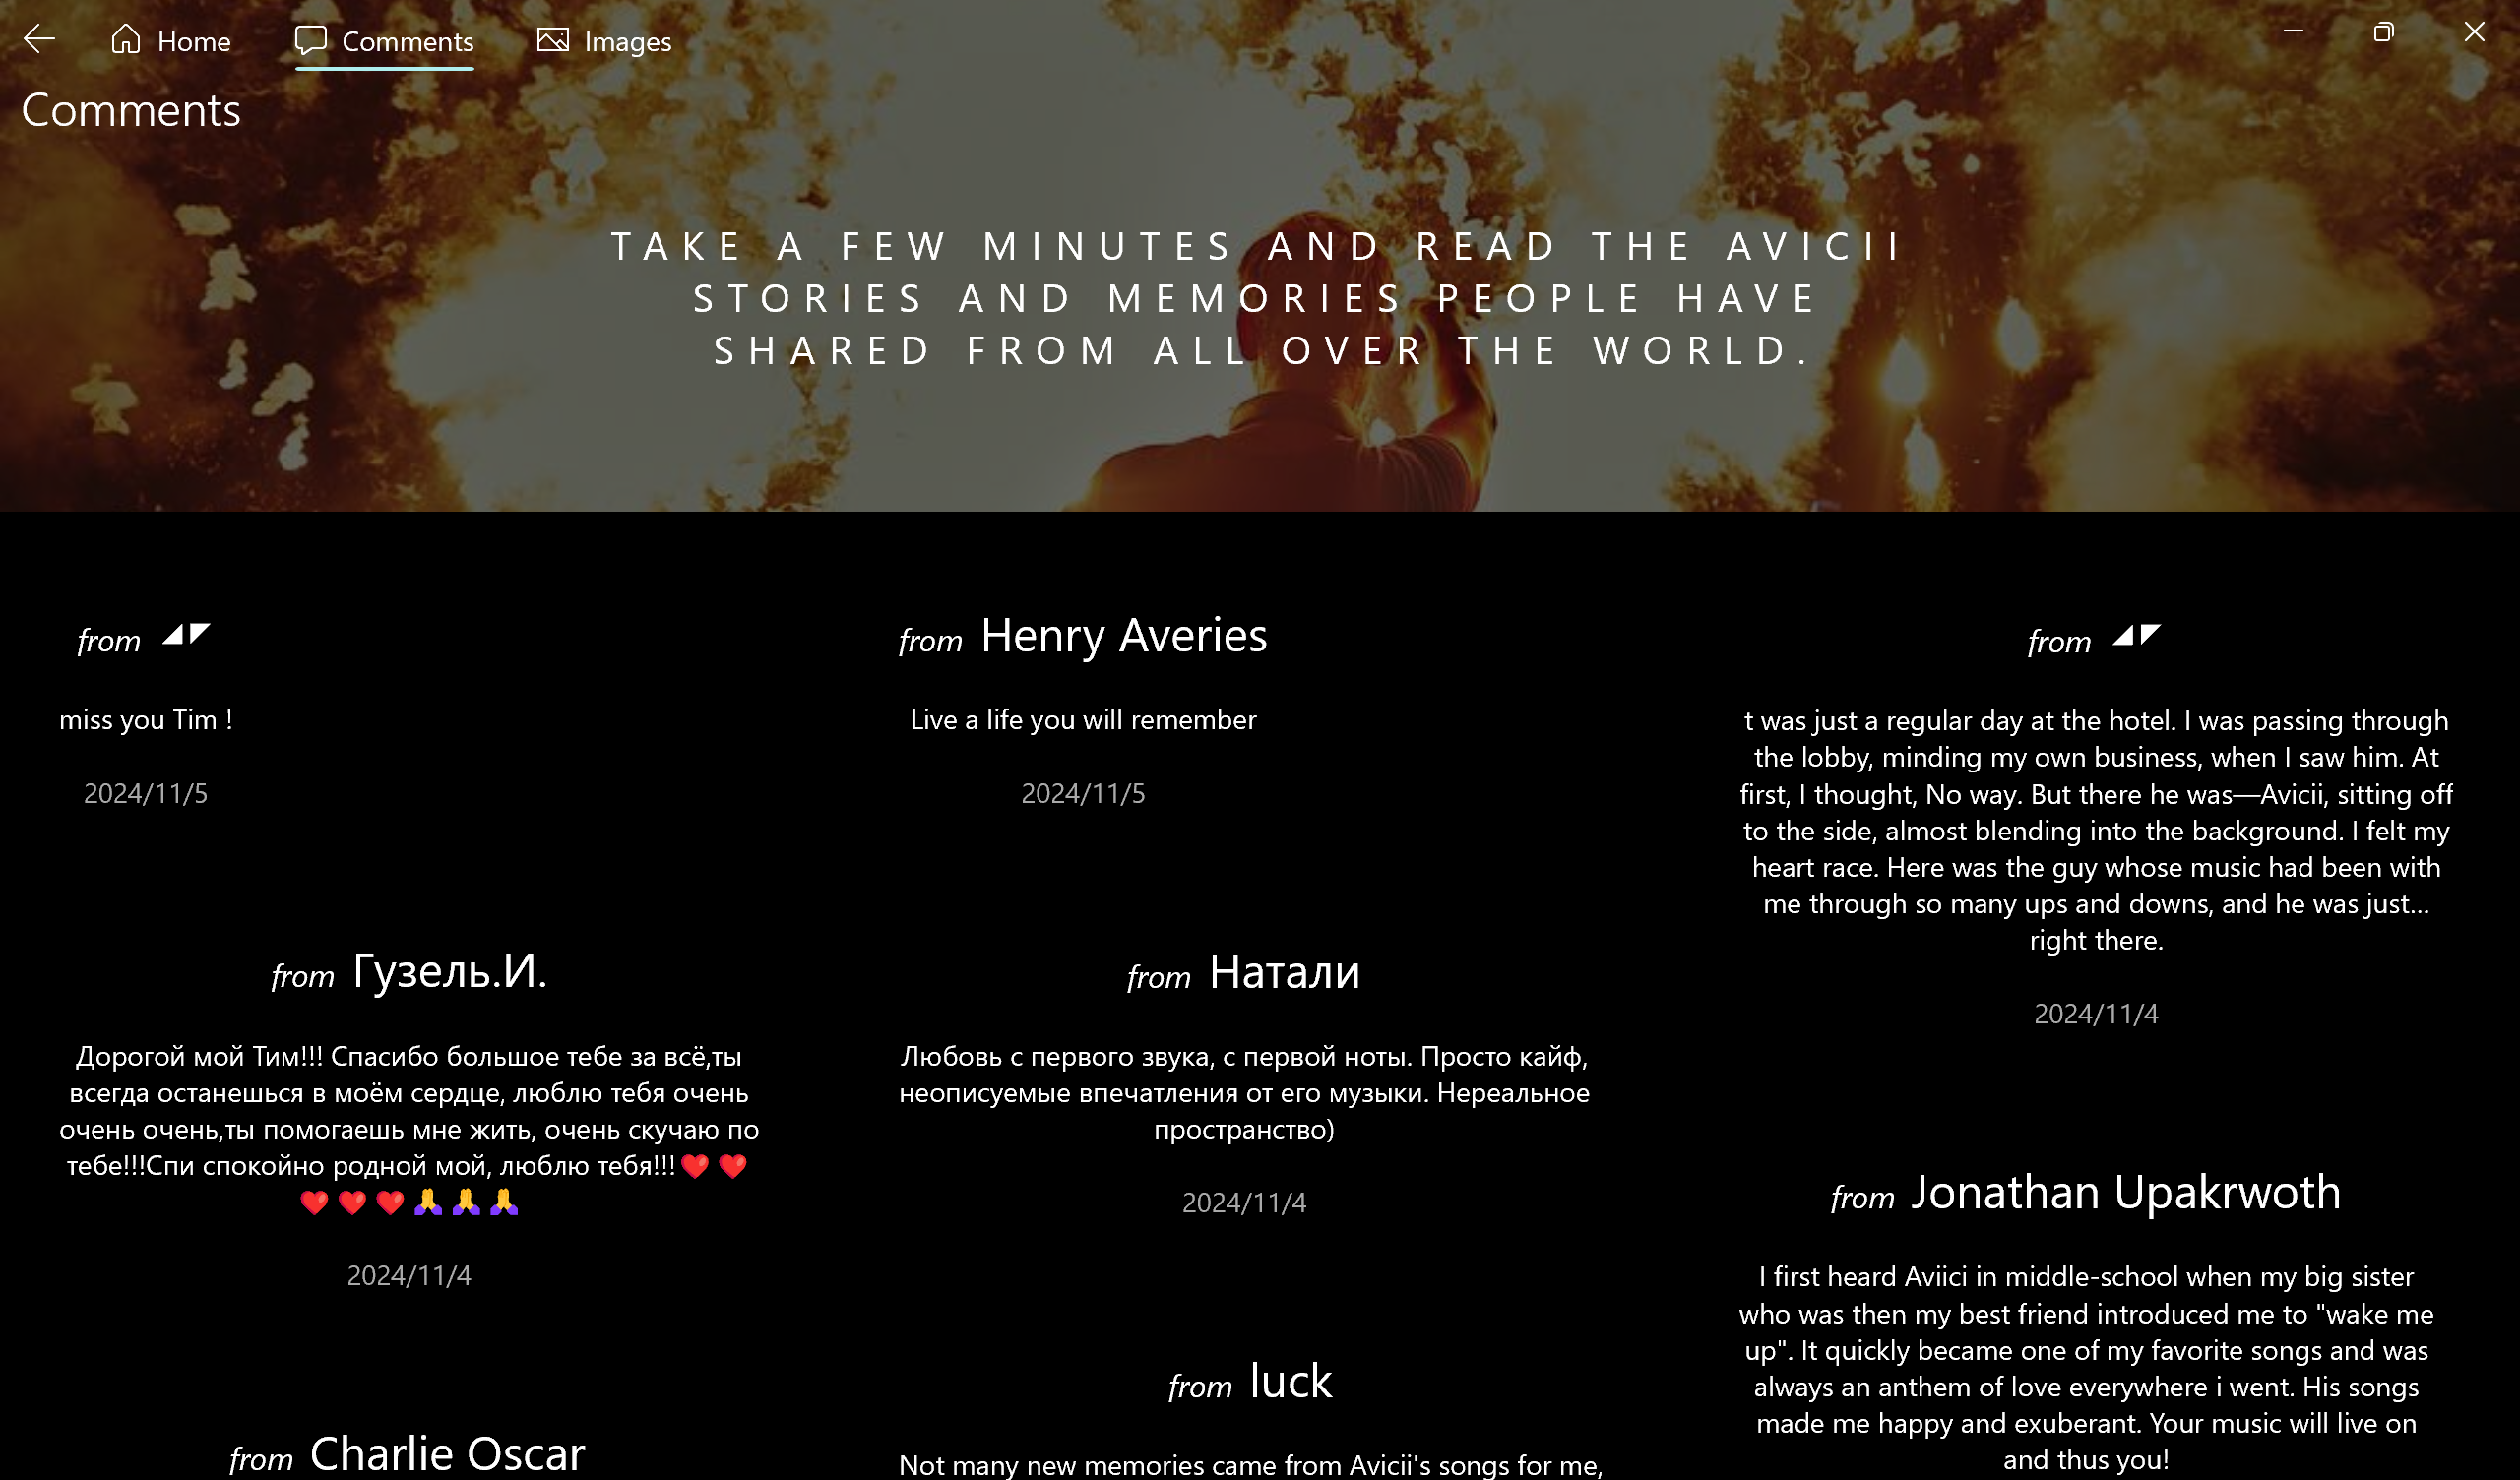 Home
Comments
Images
Comments
TAKE A FEW MINUTES AND READ THE AVICII
STORIES AND MEMORIES PEOPLE HAVE
SHARED FROM ALL OVER THE WORLD.
from ◢◤
miss you Tim !
2024/11/5
from Henry Averies
Live a life you will remember
2024/11/5
from ◢◤
t was just a regular day at the hotel. I was passing through
the lobby, minding my own business, when I saw him. At
first, I thought, No way. But there he was—Avicii, sitting off
to the side, almost blending into the background. I felt my
heart race. Here was the guy whose music had been with
me through so many ups and downs, and he was just...
right there.
2024/11/4
from Гузель.И.
Дорогой мой Тим!!! Спасибо большое тебе за всё,ты
всегда останешься в моём сердце, люблю тебя очень
очень очень,ты помогаешь мне жить, очень скучаю по
тебе!!!Спи спокойно родной мой, люблю тебя!!!❤️ ❤️
❤️ ❤️ ❤️ 🙏 🙏 🙏
2024/11/4
from Натали
Любовь с первого звука, с первой ноты. Просто кайф,
неописуемые впечатления от его музыки. Нереальное
пространство)
2024/11/4
from Jonathan Upakrwoth
I first heard Aviici in middle-school when my big sister
who was then my best friend introduced me to "wake me
up". It quickly became one of my favorite songs and was
always an anthem of love everywhere i went. His songs
made me happy and exuberant. Your music will live on
and thus you!
from luck
Not many new memories came from Avicii's songs for me,
from Charlie Oscar